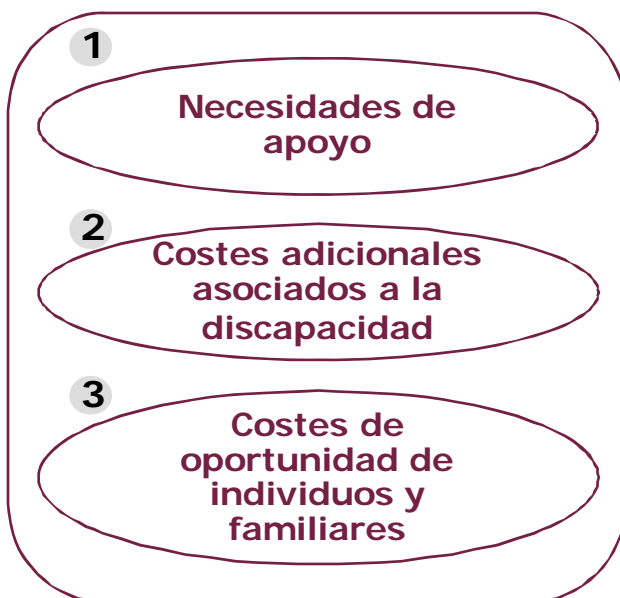 1
Necesidades de
apoyo
2
Costes adicionales
asociados a la
discapacidad
3
Costes de
oportunidad de
individuos y
familiares